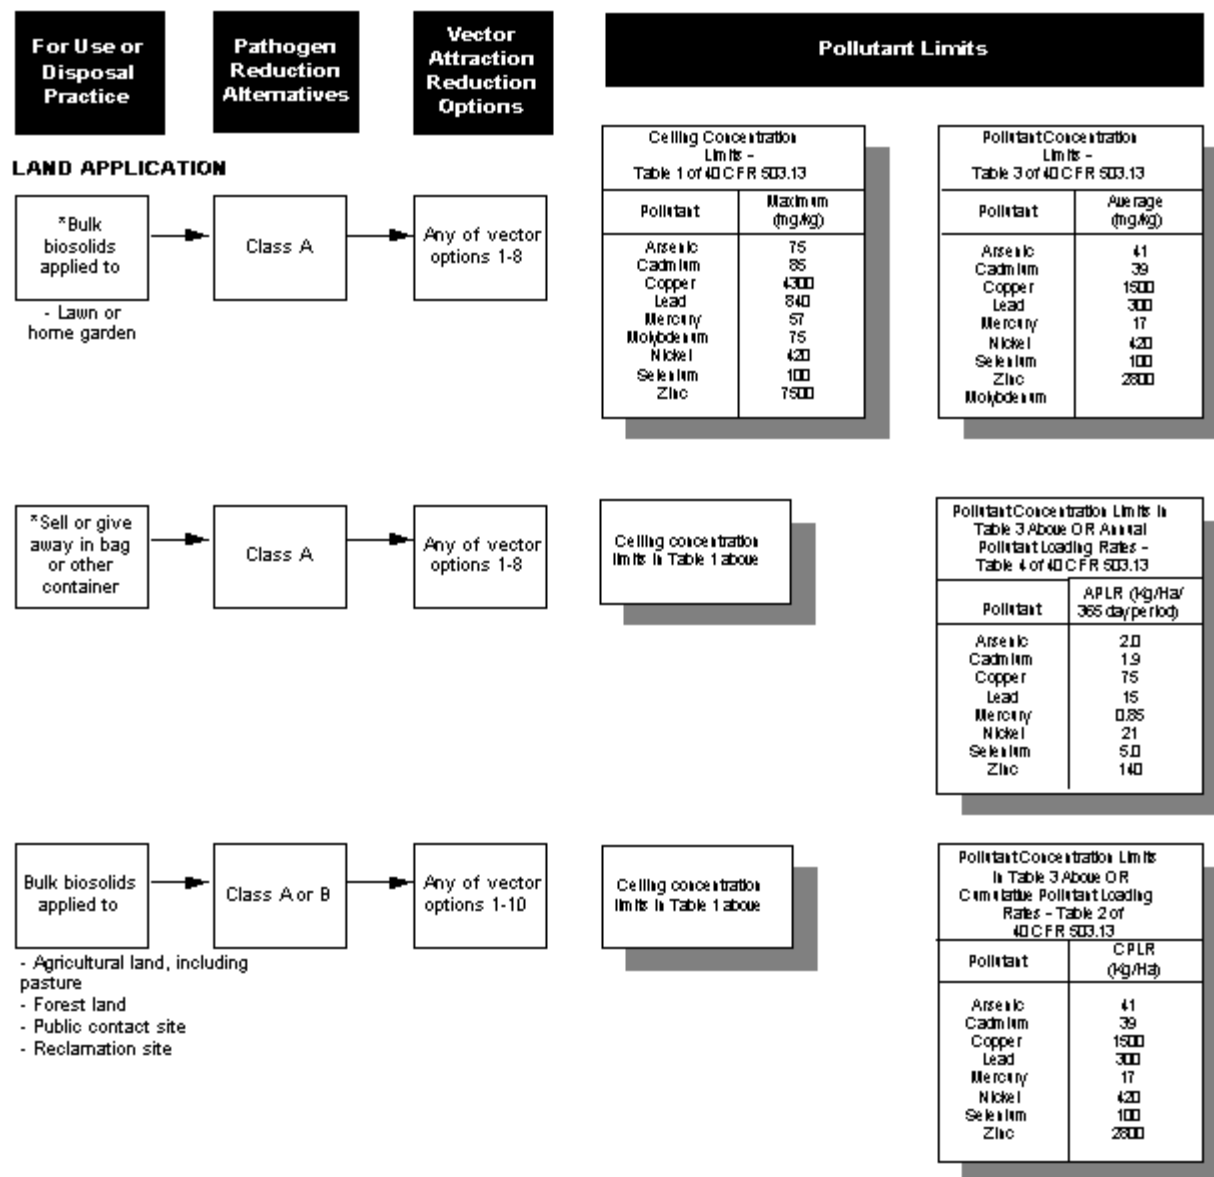 For Use or
Disposal
Practice
Pathogen
Reduction
Alternatives
Vector
Attraction
Reduction
Options
Pollutant Limits
LAND APPLICATION
*Bulk
biosolids
applied to
- Lawn or
home garden
Class A
Any of vector
options 1-8
Ceiling Concentration
Limits -
Table 1 of 40 CFR 503.13
Pollutant Maximum
(mg/kg)
Arsenic 75
Cadmium 85
Copper 4300
Lead 840
Mercury 57
Molybdenum 75
Nickel 420
Selenium 100
Zinc 7500
Pollutant Concentration
Limits -
Table 3 of 40 CFR 503.13
Pollutant Average
(mg/kg)
Arsenic 41
Cadmium 39
Copper 1500
Lead 300
Mercury 17
Nickel 420
Selenium 100
Zinc 2800
Molybdenum
*Sell or give
away in bag
or other
container
Class A
Any of vector
options 1-8
Ceiling concentration
limits in Table 1 above
Pollutant Concentration Limits in
Table 3 Above OR Annual
Pollutant Loading Rates -
Table 4 of 40 CFR 503.13
Pollutant APLR (Kg/Ha/
365 day period)
Arsenic 2.0
Cadmium 1.9
Copper 75
Lead 15
Mercury 0.85
Nickel 21
Selenium 5.0
Zinc 140
Bulk biosolids
applied to
- Agricultural land, including
pasture
- Forest land
- Public contact site
- Reclamation site
Class A or B
Any of vector
options 1-10
Ceiling concentration
limits in Table 1 above
Pollutant Concentration Limits
in Table 3 Above OR
Cumulative Pollutant Loading
Rates - Table 2 of
40 CFR 503.13
Pollutant CPLR
(Kg/Ha)
Arsenic 41
Cadmium 39
Copper 1500
Lead 300
Mercury 17
Nickel 420
Selenium 100
Zinc 2800